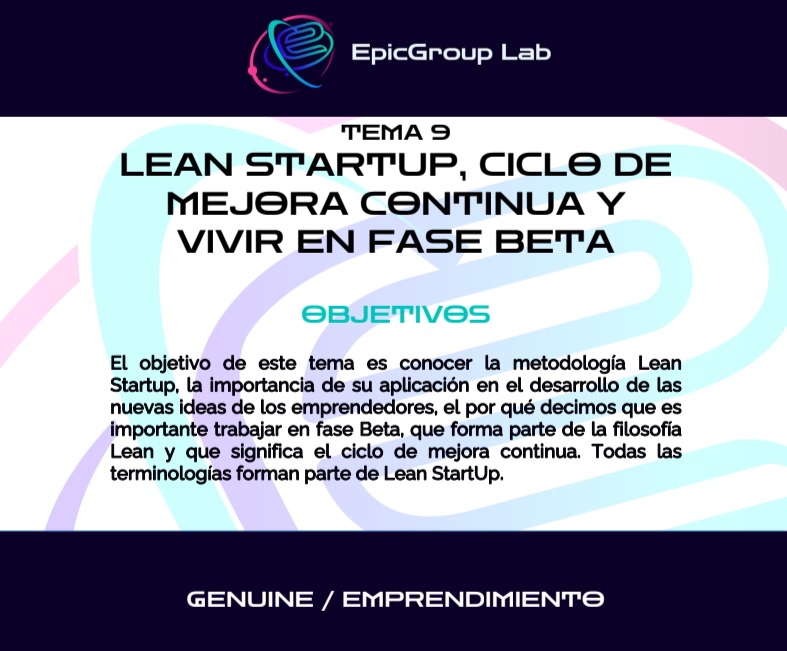 EpicGroup Lab
TEMA 9
LEAN STARTUP, CICLO DE
MEJORA CONTINUA Y
VIVIR EN FASE BETA
OBJETIVOS
El objetivo de este tema es conocer la metodología Lean
Startup, la importancia de su aplicación en el desarrollo de las
nuevas ideas de los emprendedores, el por qué decimos que es
importante trabajar en fase Beta, que forma parte de la filosofía
Lean y que significa el ciclo de mejora continua. Todas las
terminologías forman parte de Lean StartUp.
GENUINE / EMPRENDIMIENTO